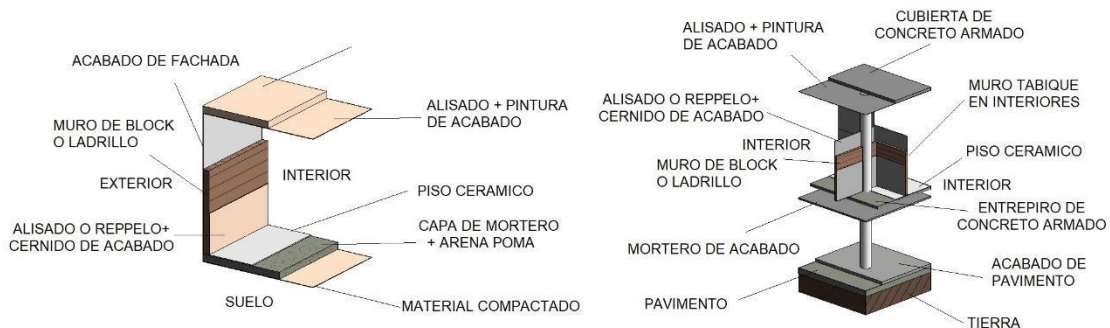 ACABADO DE FACHADA
MURO DE BLOCK
O LADRILLO
EXTERIOR
INTERIOR
ALISADO + PINTURA
DE ACABADO
PISO CERAMICO
ALISADO O REPPELO+
CERNIDO DE ACABADO
CAPA DE MORTERO
+ ARENA POMA
SUELO
MATERIAL COMPACTADO
ALISADO + PINTURA
DE ACABADO
CUBIERTA DE
CONCRETO ARMADO
ALISADO O REPPELO+
CERNIDO DE ACABADO
MURO TABIQUE
EN INTERIORES
INTERIOR
MURO DE BLOCK
O LADRILLO
PISO CERAMICO
INTERIOR
ENTREPIRO DE
CONCRETO ARMADO
MORTERO DE ACABADO
ACABADO DE
PAVIMENTO
PAVIMENTO
TIERRA